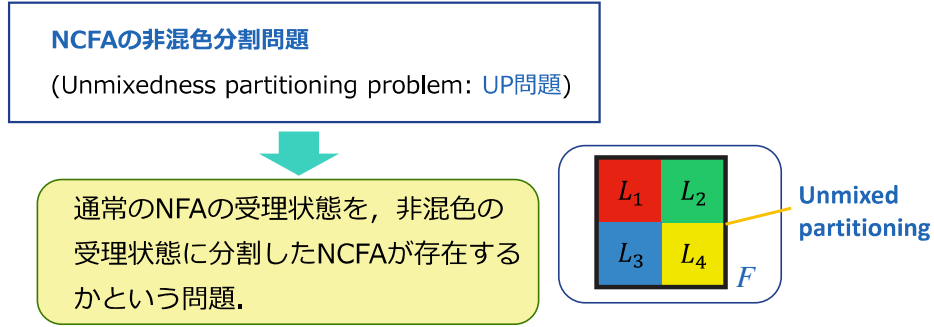 NCFAの非混色分割問題
(Unmixedness partitioning problem: UP問題)
通常のNFAの受理状態を，非混色の
受理状態に分割したNCFAが存在する
かという問題.
L₁ L₂
L₃ L₄
F
Unmixed
partitioning